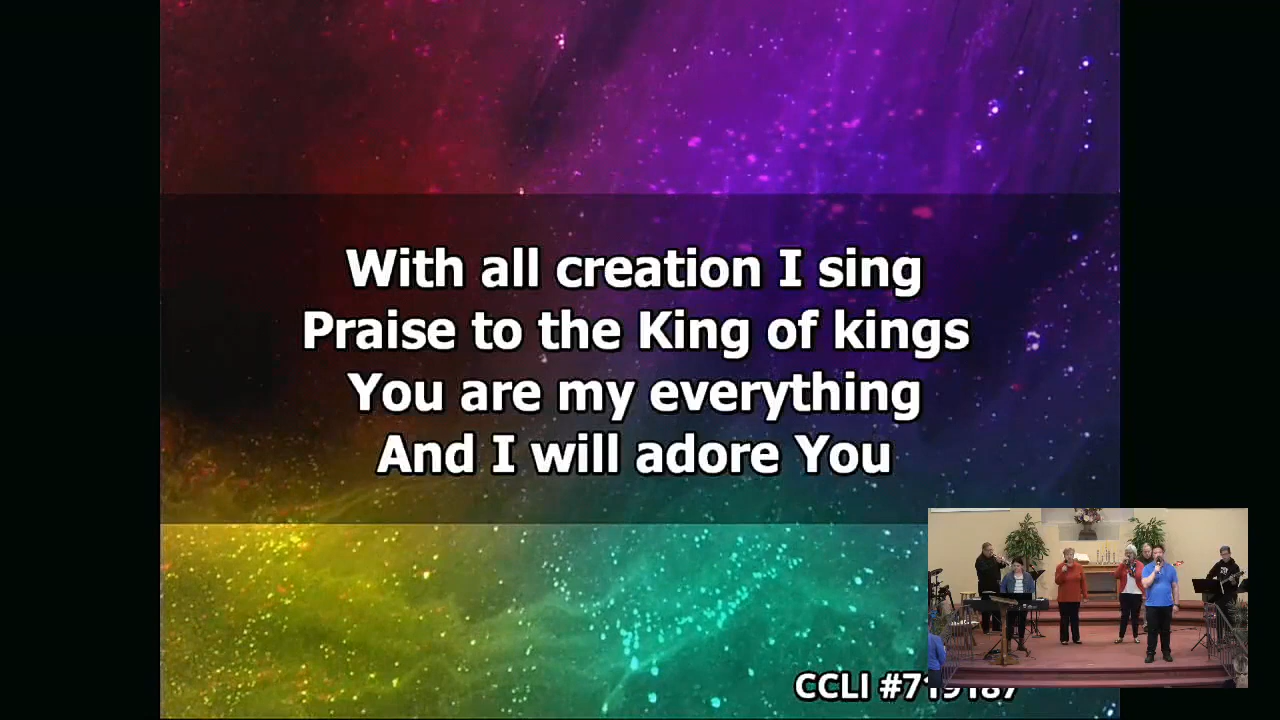 With all creation I sing
Praise to the King of kings
You are my everything
And I will adore You
CCLI